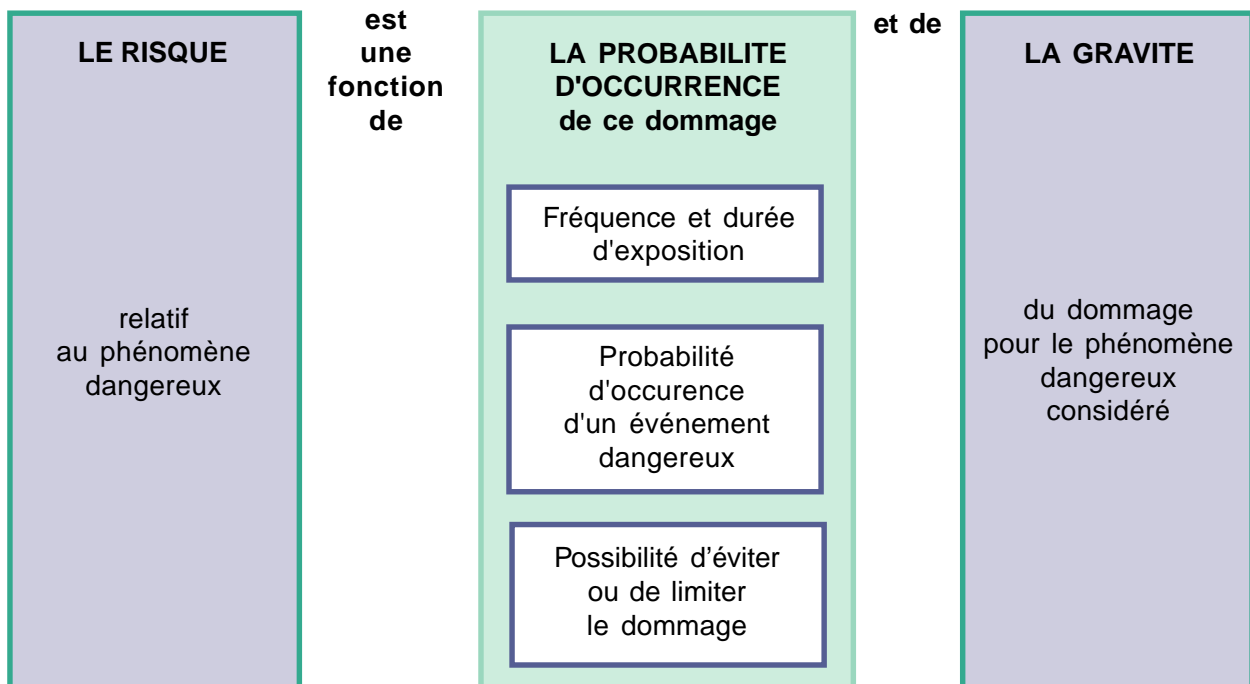 LE RISQUE
relatif
au phénomène
dangereux
est
une
fonction
de
LA PROBABILITE
D'OCCURRENCE
de ce dommage
Fréquence et durée
d'exposition
Probabilité
d'occurence
d'un événement
dangereux
Possibilité d’éviter
ou de limiter
le dommage
et de
LA GRAVITE
du dommage
pour le phénomène
dangereux
considéré